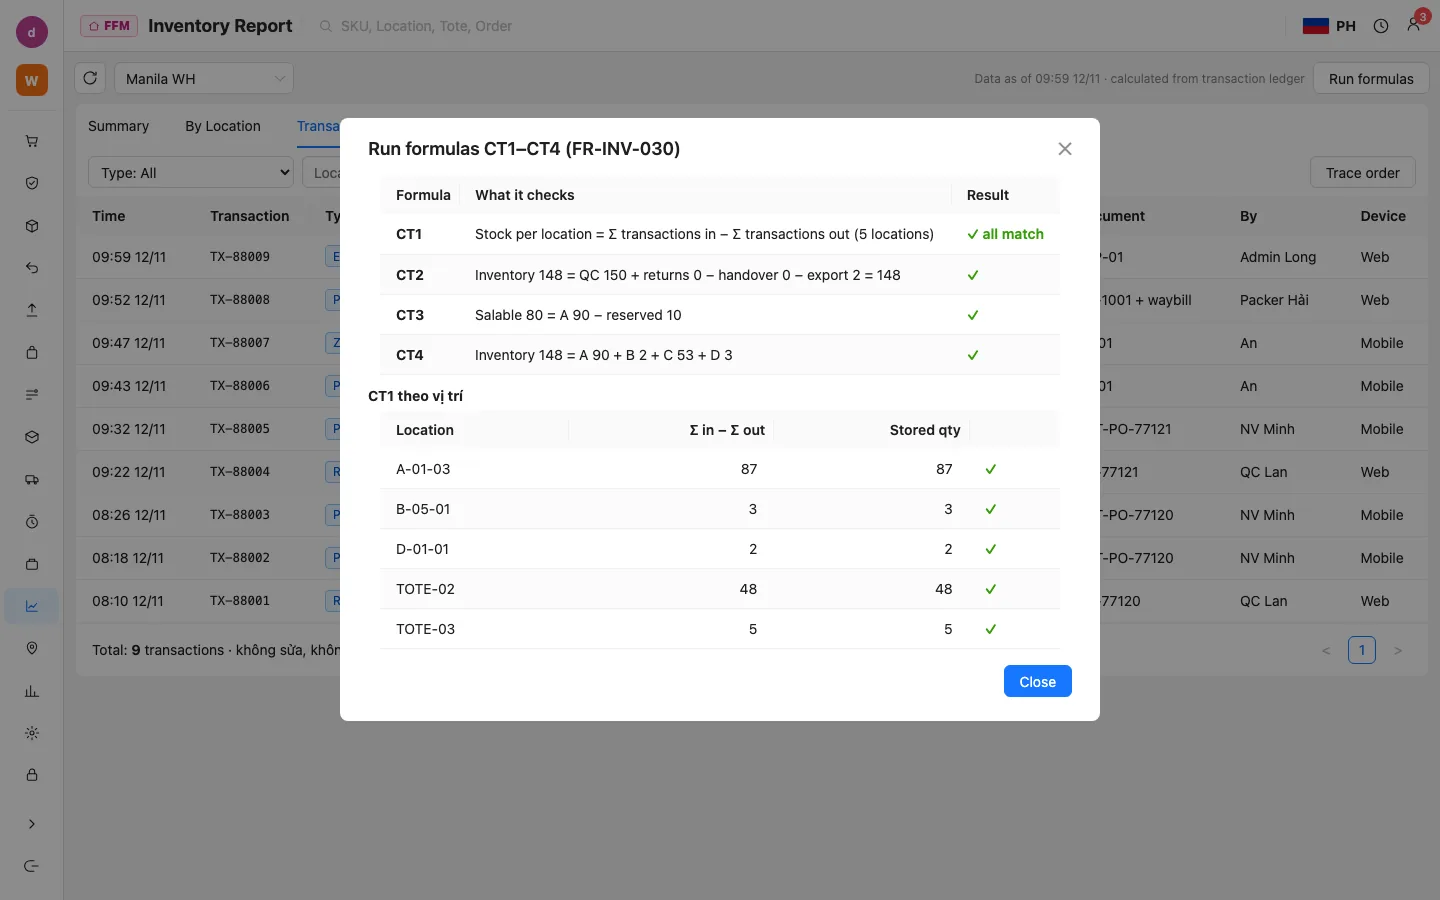 d
FFM Inventory Report SKU, Location, Tote, Order PH 3
W Manila WH Data as of 09:59 12/11 · calculated from transaction ledger Run formulas
Summary By Location Transa
Type: All Loca Trace order
Time Transaction Ty cument By Device
09:59 12/11 TX-88009 E P-01 Admin Long Web
09:52 12/11 TX-88008 P 1001 + waybill Packer Hải Web
09:47 12/11 TX-88007 Z 01 An Mobile
09:43 12/11 TX-88006 P 01 An Mobile
09:32 12/11 TX-88005 P T-PO-77121 NV Minh Mobile
09:22 12/11 TX-88004 R 77121 QC Lan Web
08:26 12/11 TX-88003 P T-PO-77120 NV Minh Mobile
08:18 12/11 TX-88002 P T-PO-77120 NV Minh Mobile
08:10 12/11 TX-88001 R 77120 QC Lan Web
Total: 9 transactions · không sửa, khôn < 1 >
Run formulas CT1–CT4 (FR-INV-030)
Formula What it checks Result
CT1 Stock per location = Σ transactions in − Σ transactions out (5 locations) ✓ all match
CT2 Inventory 148 = QC 150 + returns 0 − handover 0 − export 2 = 148 ✓
CT3 Salable 80 = A 90 − reserved 10 ✓
CT4 Inventory 148 = A 90 + B 2 + C 53 + D 3 ✓
CT1 theo vị trí
Location Σ in − Σ out Stored qty
A-01-03 87 87 ✓
B-05-01 3 3 ✓
D-01-01 2 2 ✓
TOTE-02 48 48 ✓
TOTE-03 5 5 ✓
Close